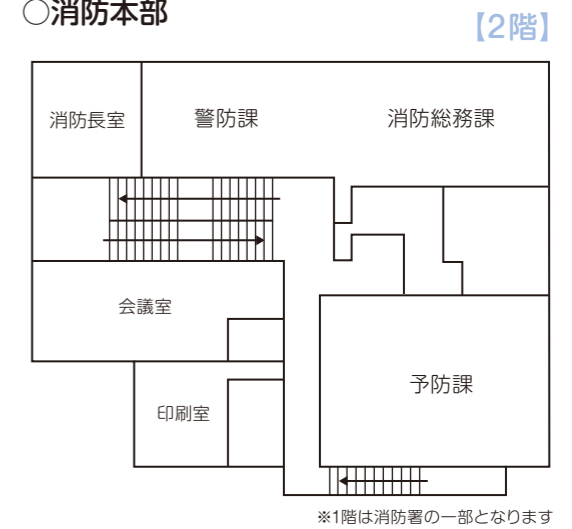 ○消防本部
【2階】
消防長室
警防課
消防総務課
会議室
予防課
印刷室
※1階は消防署の一部となります